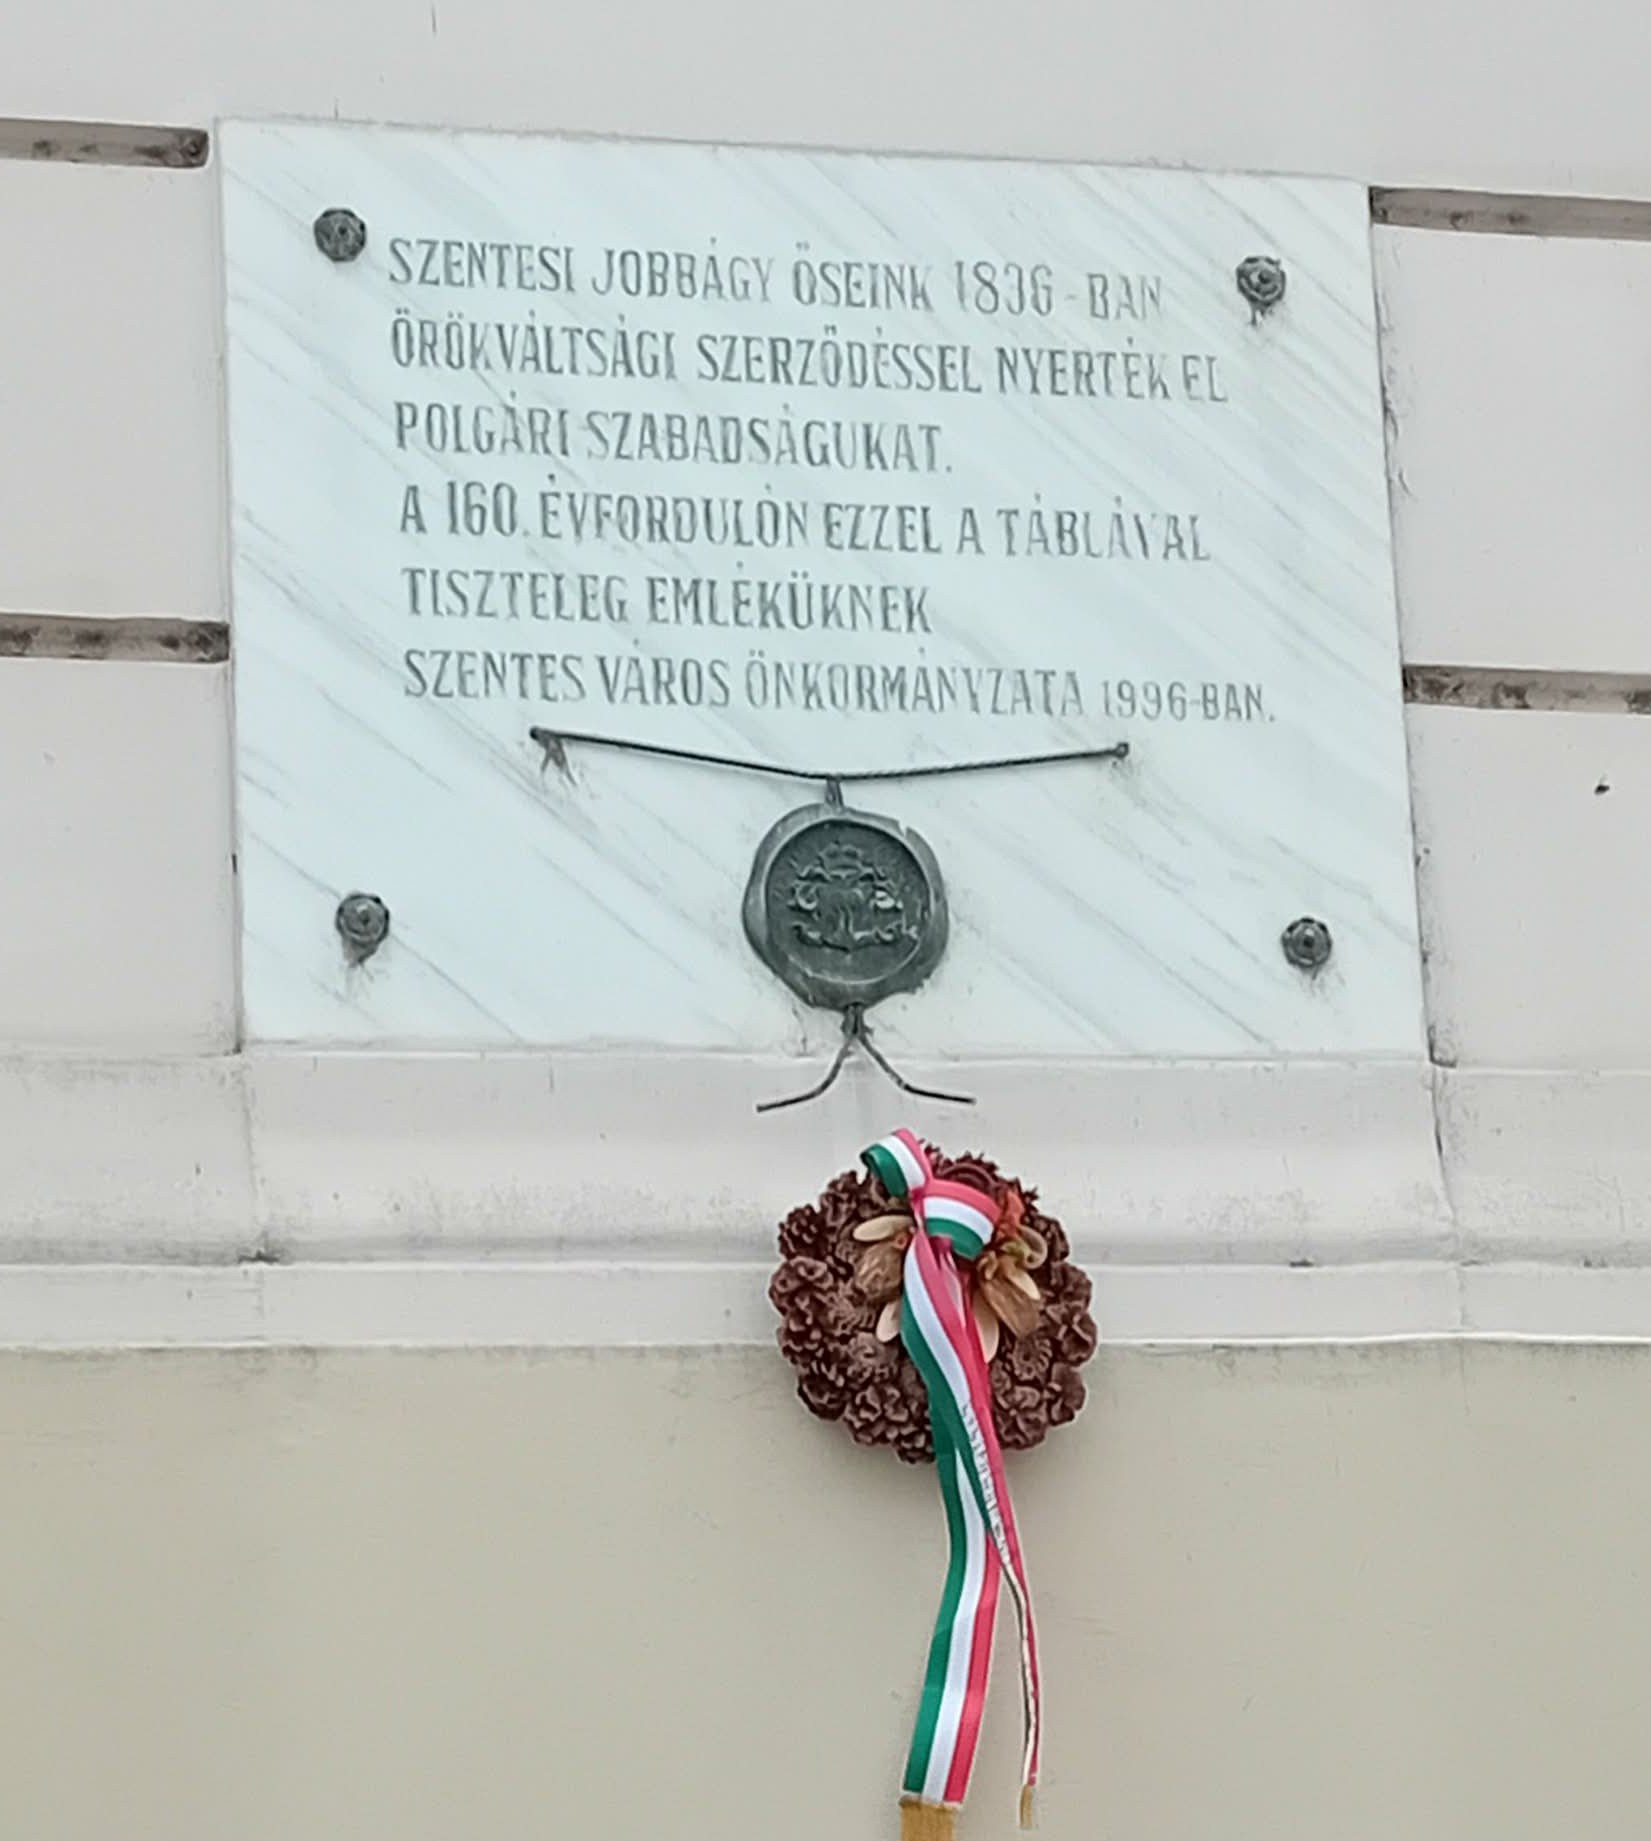 SZENTESI JOBBÁGY ŐSEINK 1836-BAN
ÖRÖKVÁLTSÁGI SZERZŐDÉSSEL NYERTÉK EL
POLGÁRI SZABADSÁGUKAT.
A 160. ÉVFORDULÓN EZZEL A TÁBLÁVAL
TISZTELEG EMLÉKÜKNEK
SZENTES VÁROS ÖNKORMÁNYZATA 1996-BAN.